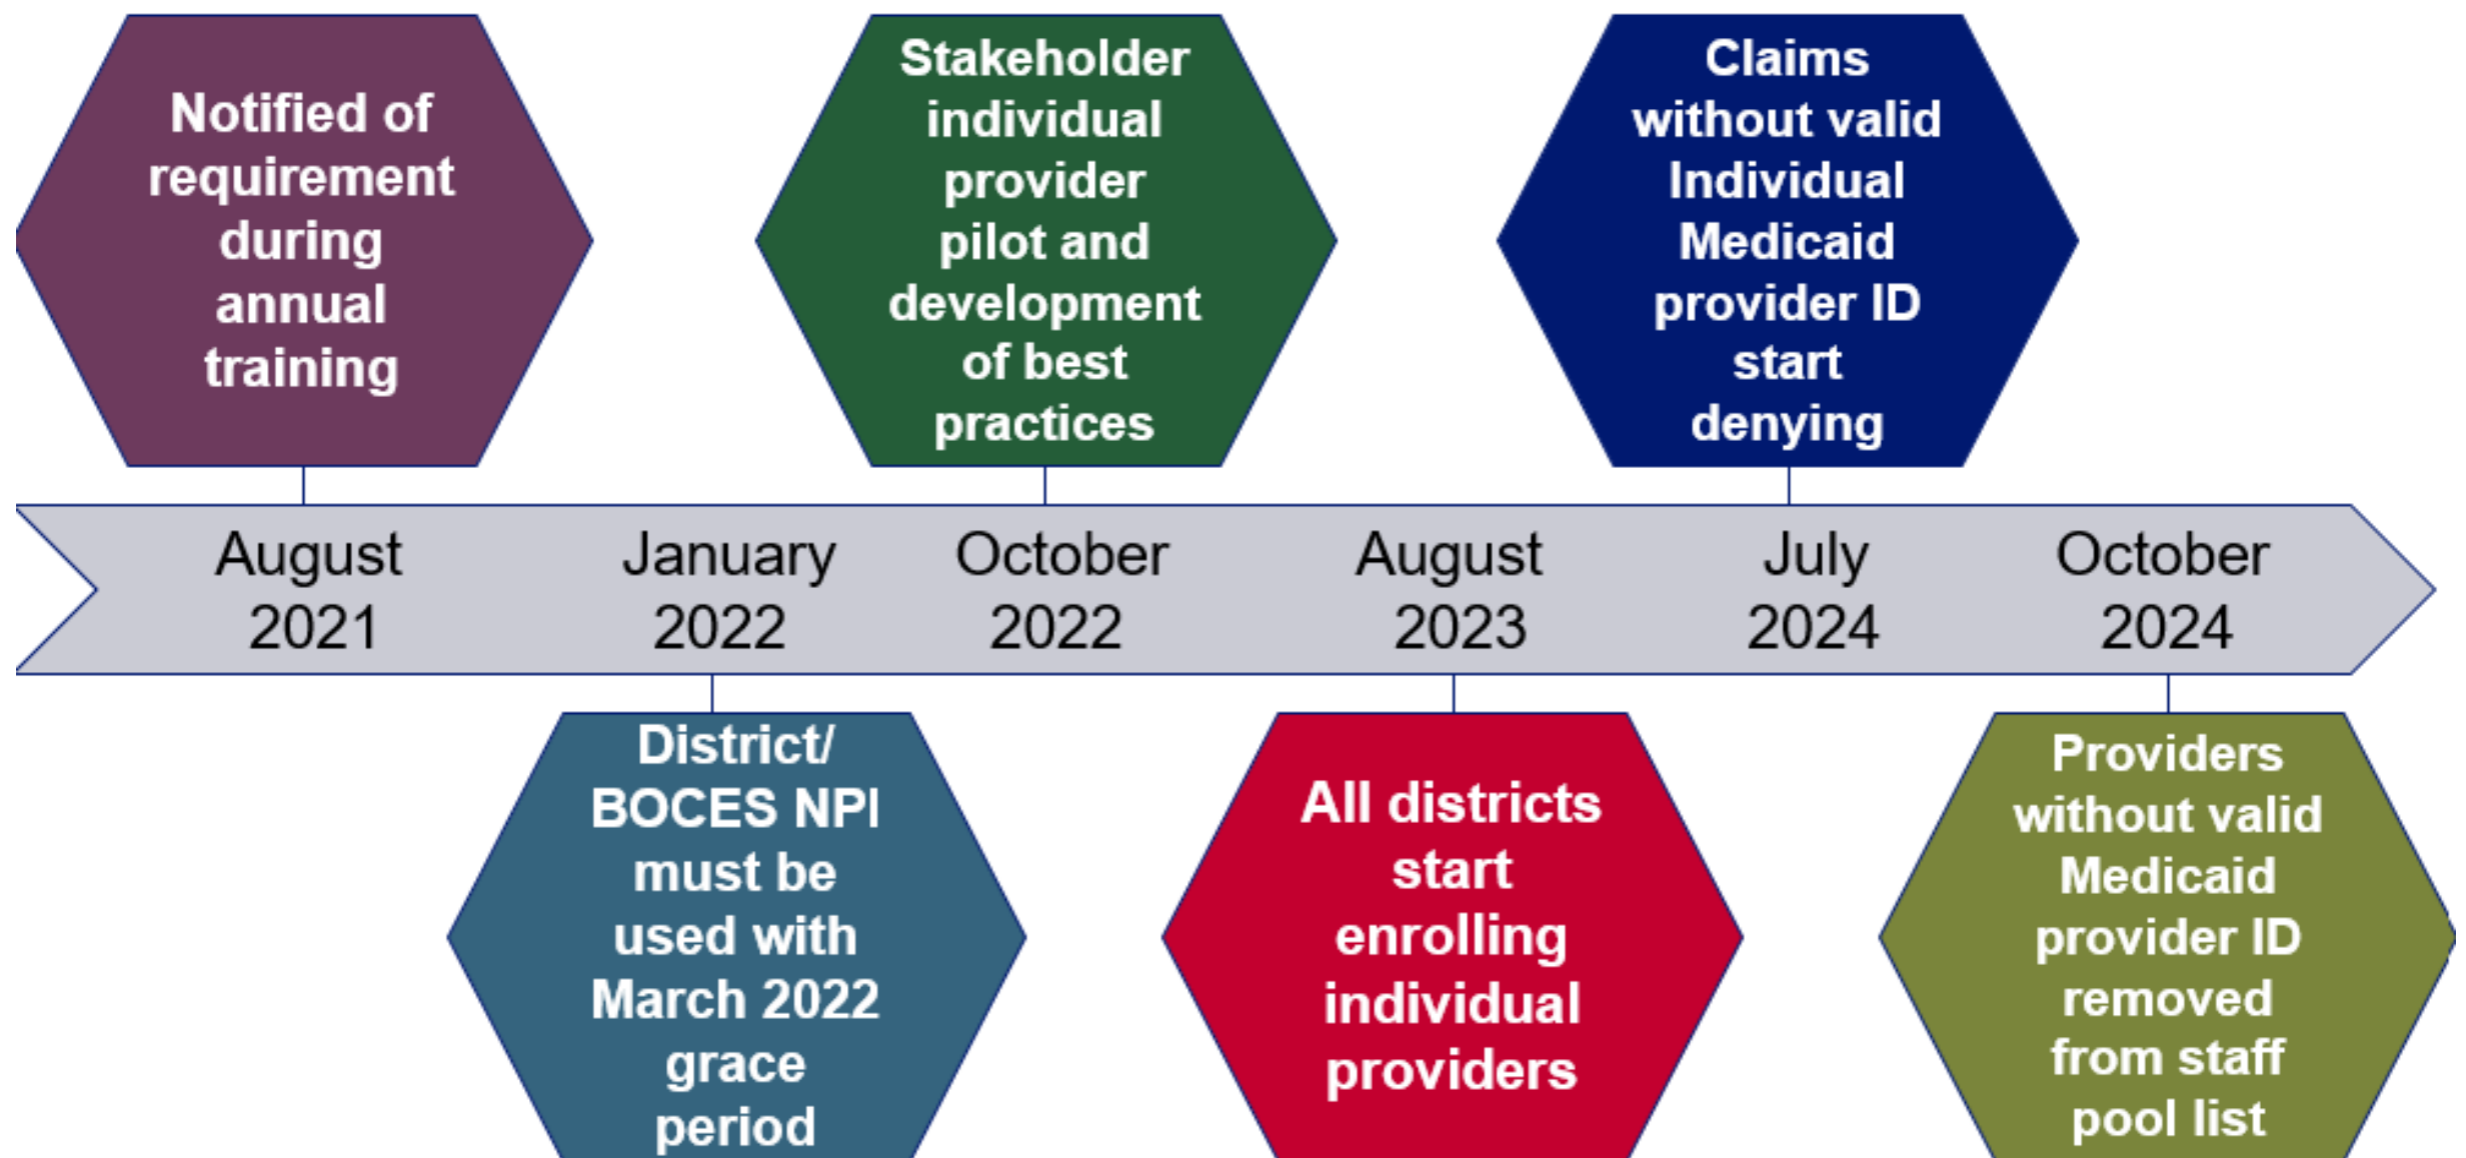 Notified of
requirement
during
annual
training
Stakeholder
individual
provider
pilot and
development
of best
practices
Claims
without valid
Individual
Medicaid
provider ID
start
denying
August
2021
January
2022
October
2022
August
2023
July
2024
October
2024
District/
BOCES NPI
must be
used with
March 2022
grace
period
All districts
start
enrolling
individual
providers
Providers
without valid
Medicaid
provider ID
removed
from staff
pool list